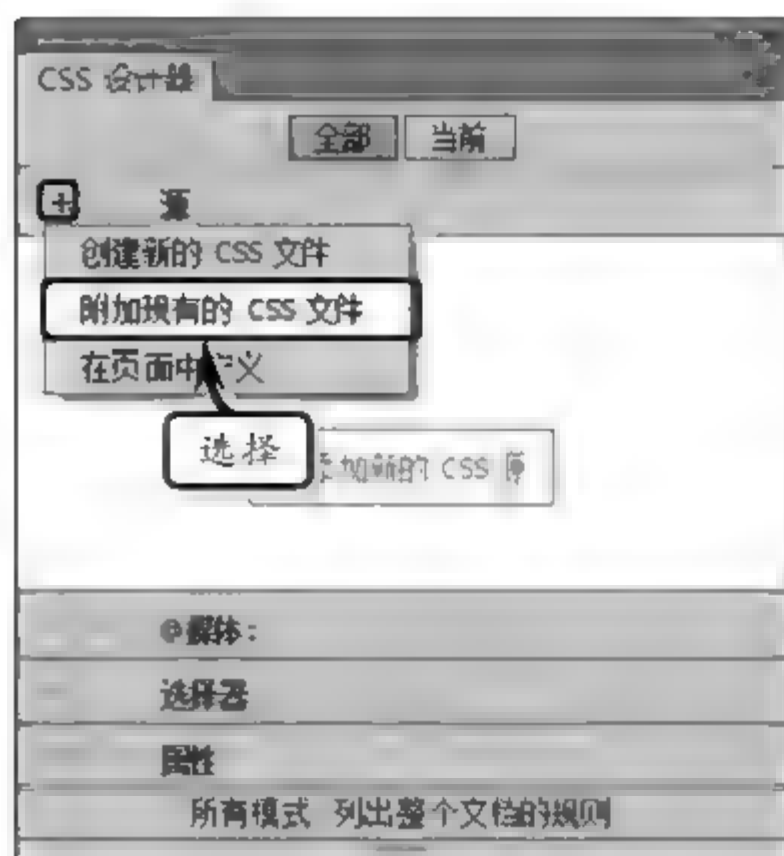 CSS 设计器
全部 当前
+ 源
创建新的 CSS 文件
附加现有的 CSS 文件
在页面中 义
选择
加新的 CSS 源
@媒体:
选择器
属性
所有模式 列出整个文档的规则